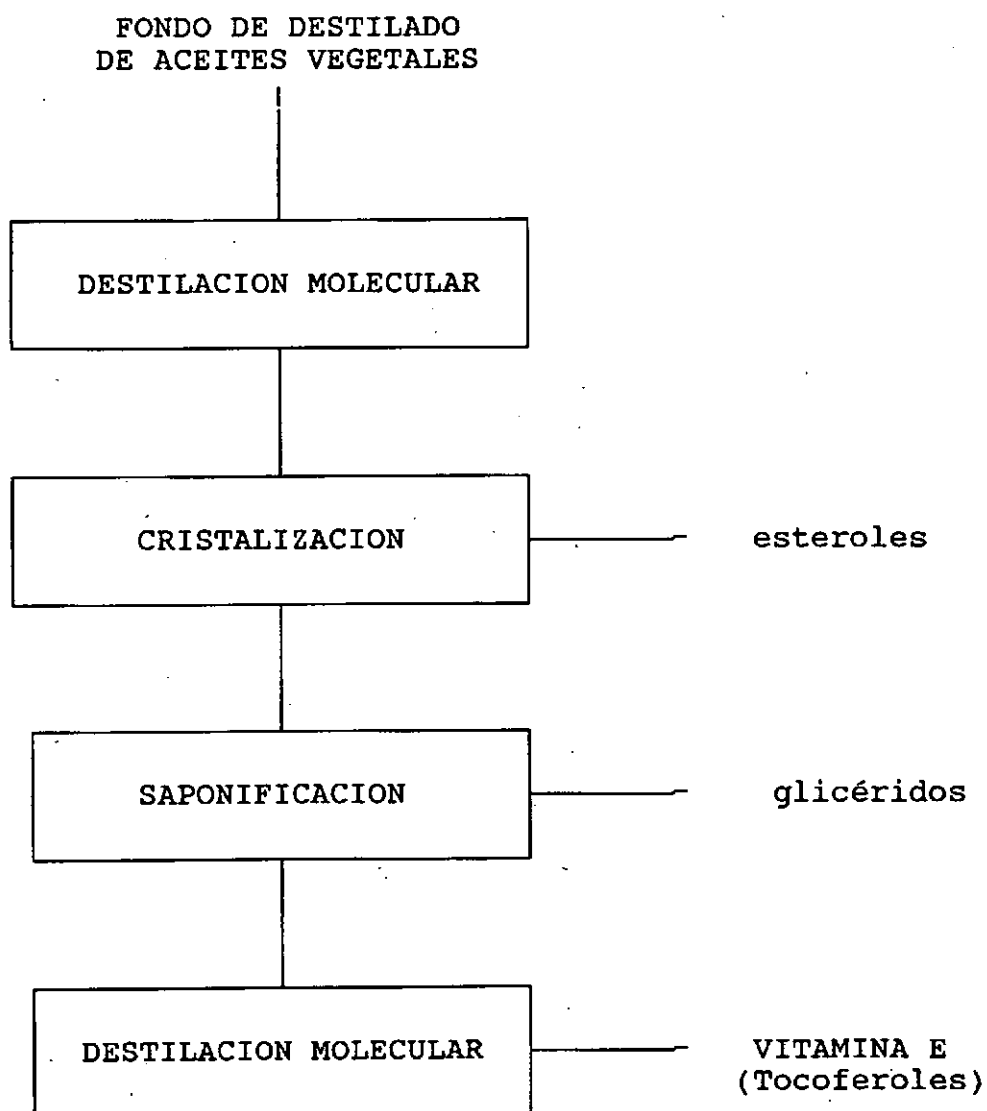 FONDO DE DESTILADO
DE ACEITES VEGETALES
DESTILACION MOLECULAR
CRISTALIZACION
esteroles
SAPONIFICACION
glicéridos
DESTILACION MOLECULAR
VITAMINA E
(Tocoferoles)